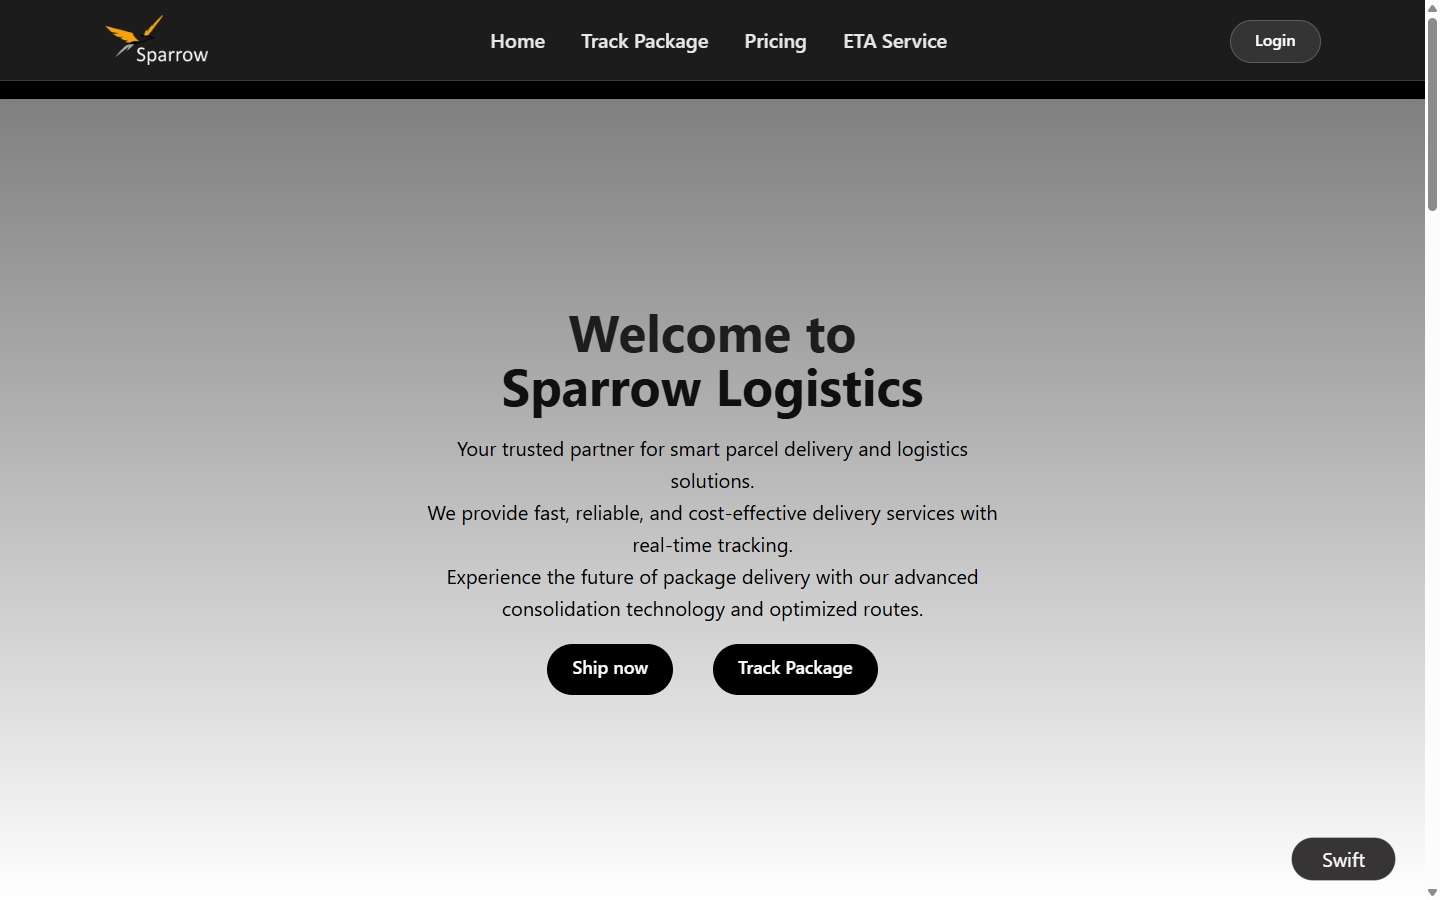 Sparrow
Home
Track Package
Pricing
ETA Service
Login
Welcome to
Sparrow Logistics
Your trusted partner for smart parcel delivery and logistics
solutions.
We provide fast, reliable, and cost-effective delivery services with
real-time tracking.
Experience the future of package delivery with our advanced
consolidation technology and optimized routes.
Ship now
Track Package
Swift